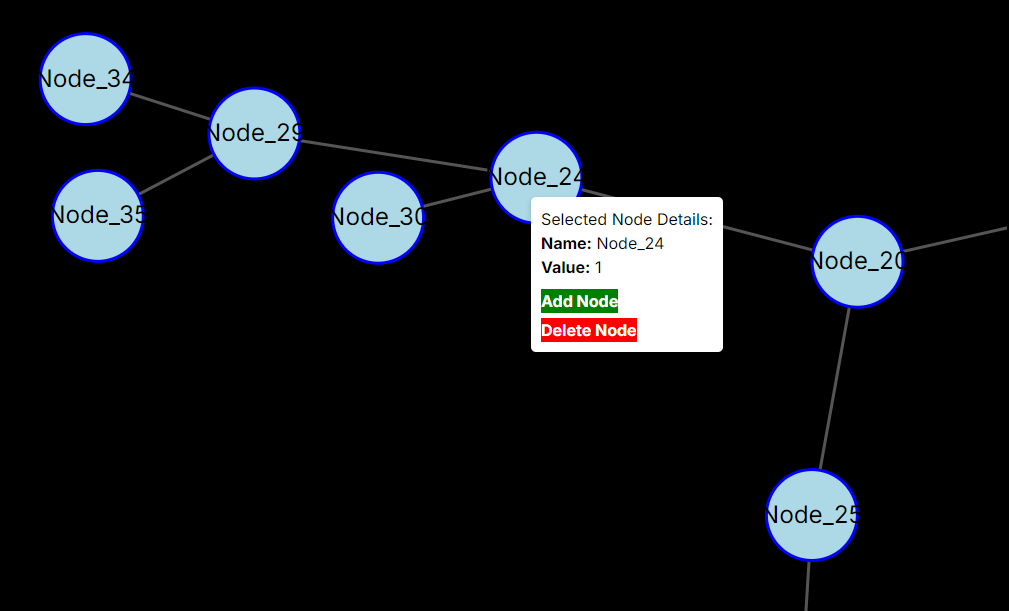 Node_34
Node_29
Node_24
Node_35
Node_30
Selected Node Details:
Name: Node_24
Value: 1
Add Node
Delete Node
Node_20
Node_25